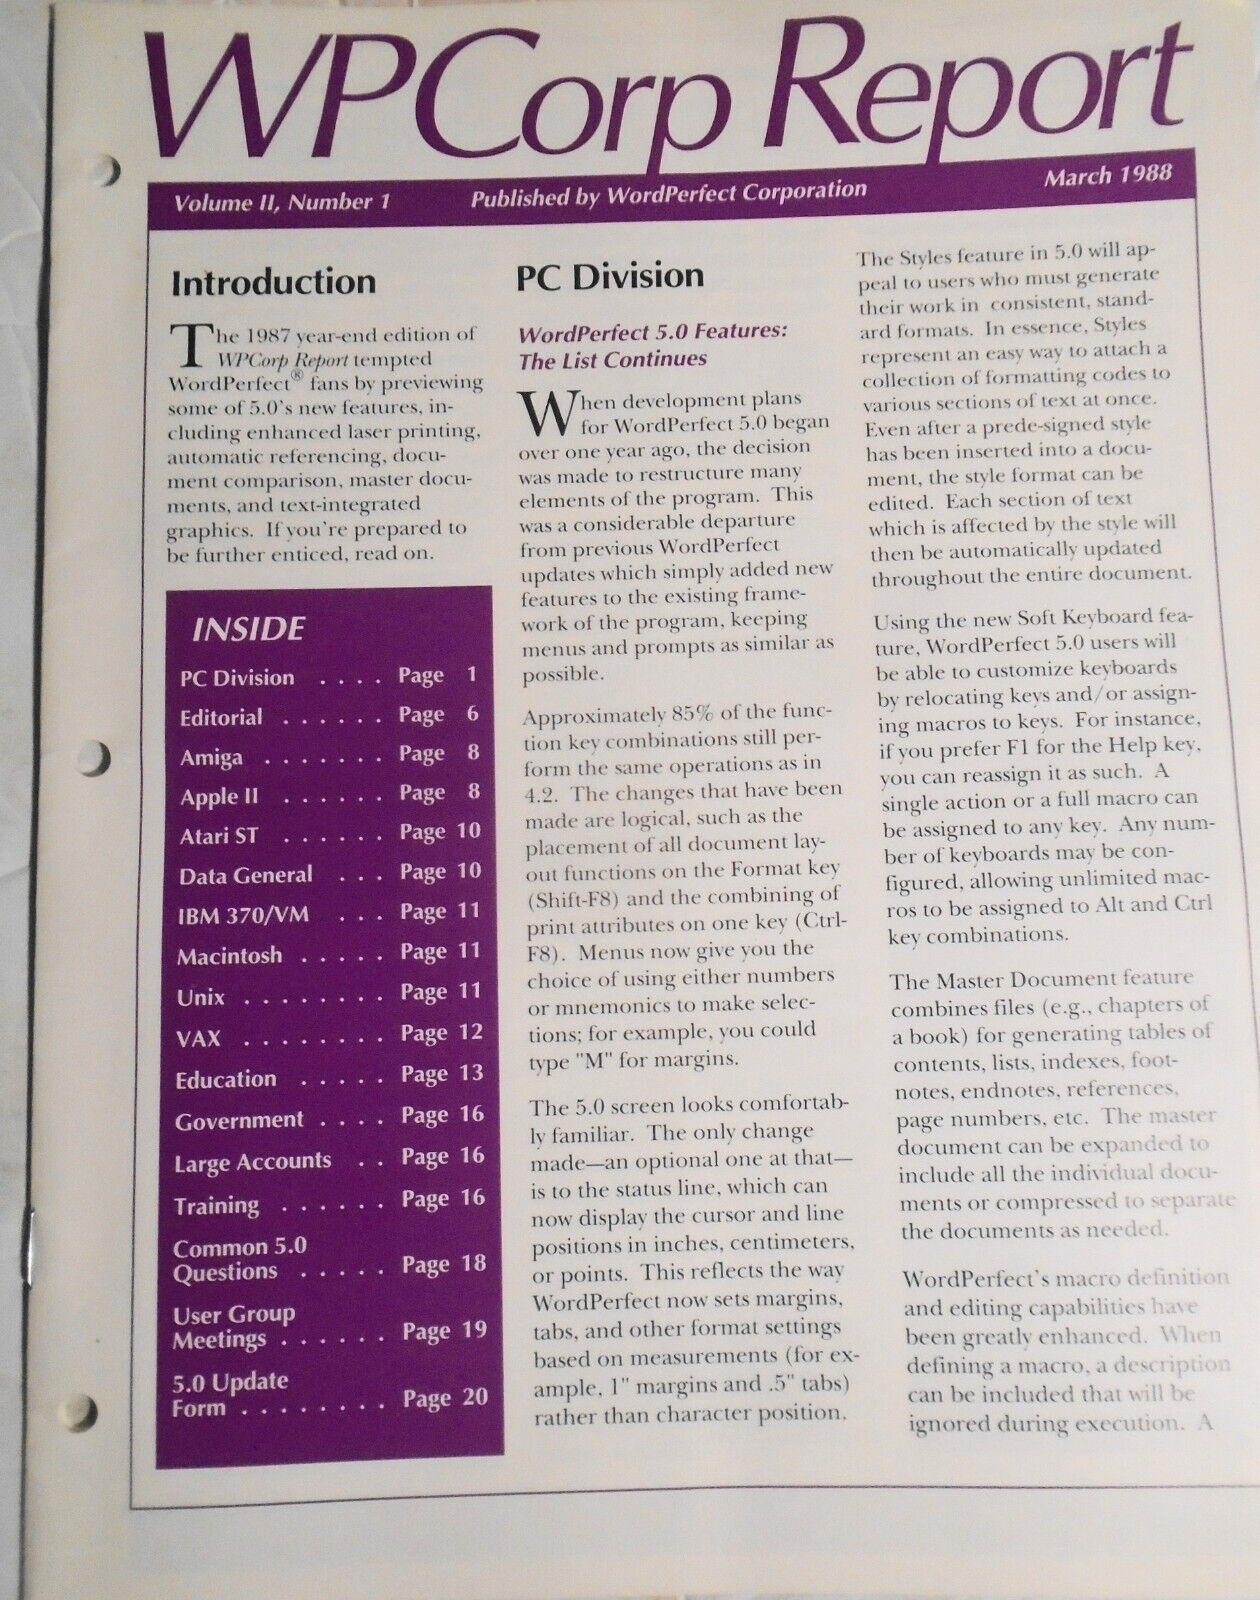 WPCorp Report
Volume II, Number 1 Published by WordPerfect Corporation March 1988
Introduction
The 1987 year-end edition of
WPCorp Report tempted
WordPerfect® fans by previewing
some of 5.0's new features, in-
cluding enhanced laser printing,
automatic referencing, docu-
ment comparison, master docu-
ments, and text-integrated
graphics. If you're prepared to
be further enticed, read on.
INSIDE
PC Division . . . . Page 1
Editorial . . . . . . Page 6
Amiga . . . . . . . Page 8
Apple II . . . . . . Page 8
Atari ST . . . . . . Page 10
Data General . . . Page 10
IBM 370/VM . . . Page 11
Macintosh . . . . . Page 11
Unix . . . . . . . . Page 11
VAX . . . . . . . . Page 12
Education . . . . . Page 13
Government . . . . Page 16
Large Accounts . . Page 16
Training . . . . . . Page 16
Common 5.0
Questions . . . . . Page 18
User Group
Meetings . . . . . . Page 19
5.0 Update
Form . . . . . . . . Page 20
PC Division
WordPerfect 5.0 Features:
The List Continues
When development plans
for WordPerfect 5.0 began
over one year ago, the decision
was made to restructure many
elements of the program. This
was a considerable departure
from previous WordPerfect
updates which simply added new
features to the existing frame-
work of the program, keeping
menus and prompts as similar as
possible.
Approximately 85% of the func-
tion key combinations still per-
form the same operations as in
4.2. The changes that have been
made are logical, such as the
placement of all document lay-
out functions on the Format key
(Shift-F8) and the combining of
print attributes on one key (Ctrl-
F8). Menus now give you the
choice of using either numbers
or mnemonics to make selec-
tions; for example, you could
type "M" for margins.
The 5.0 screen looks comfortab-
ly familiar. The only change
made—an optional one at that—
is to the status line, which can
now display the cursor and line
positions in inches, centimeters,
or points. This reflects the way
WordPerfect now sets margins,
tabs, and other format settings
based on measurements (for ex-
ample, 1" margins and .5" tabs)
rather than character position.
The Styles feature in 5.0 will ap-
peal to users who must generate
their work in consistent, stand-
ard formats. In essence, Styles
represent an easy way to attach a
collection of formatting codes to
various sections of text at once.
Even after a prede-signed style
has been inserted into a docu-
ment, the style format can be
edited. Each section of text
which is affected by the style will
then be automatically updated
throughout the entire document.
Using the new Soft Keyboard fea-
ture, WordPerfect 5.0 users will
be able to customize keyboards
by relocating keys and/or assign-
ing macros to keys. For instance,
if you prefer F1 for the Help key,
you can reassign it as such. A
single action or a full macro can
be assigned to any key. Any num-
ber of keyboards may be con-
figured, allowing unlimited mac-
ros to be assigned to Alt and Ctrl
key combinations.
The Master Document feature
combines files (e.g., chapters of
a book) for generating tables of
contents, lists, indexes, foot-
notes, endnotes, references,
page numbers, etc. The master
document can be expanded to
include all the individual docu-
ments or compressed to separate
the documents as needed.
WordPerfect's macro definition
and editing capabilities have
been greatly enhanced. When
defining a macro, a description
can be included that will be
ignored during execution. A